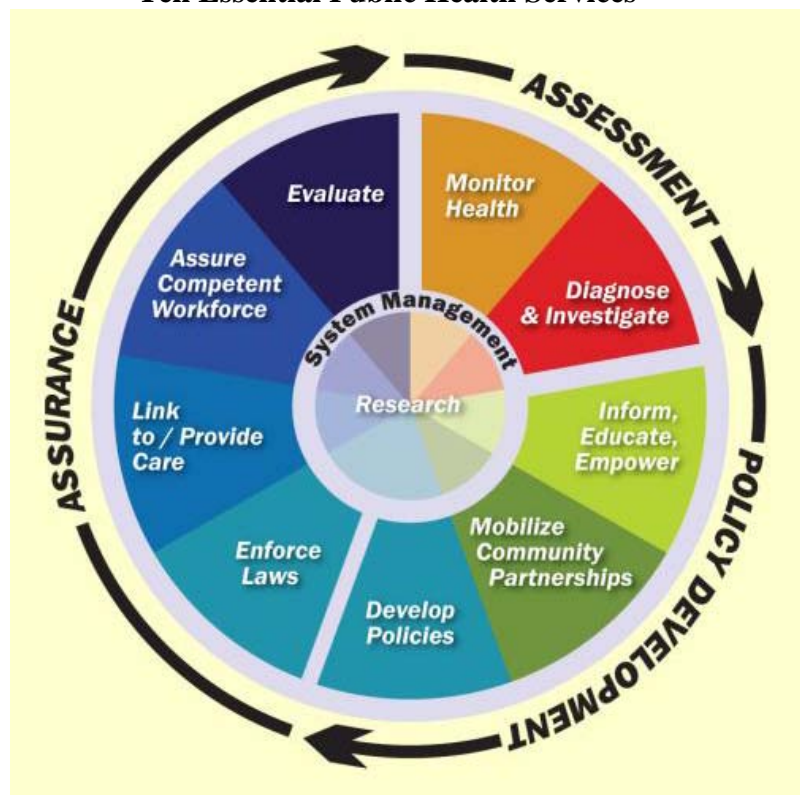 Ten Essential Public Health Services
ASSESSMENT
Monitor
Health
Diagnose
& Investigate
POLICY DEVELOPMENT
Inform,
Educate,
Empower
Mobilize
Community
Partnerships
Develop
Policies
ASSURANCE
Enforce
Laws
Link
to / Provide
Care
Assure
Competent
Workforce
Evaluate
System Management
Research